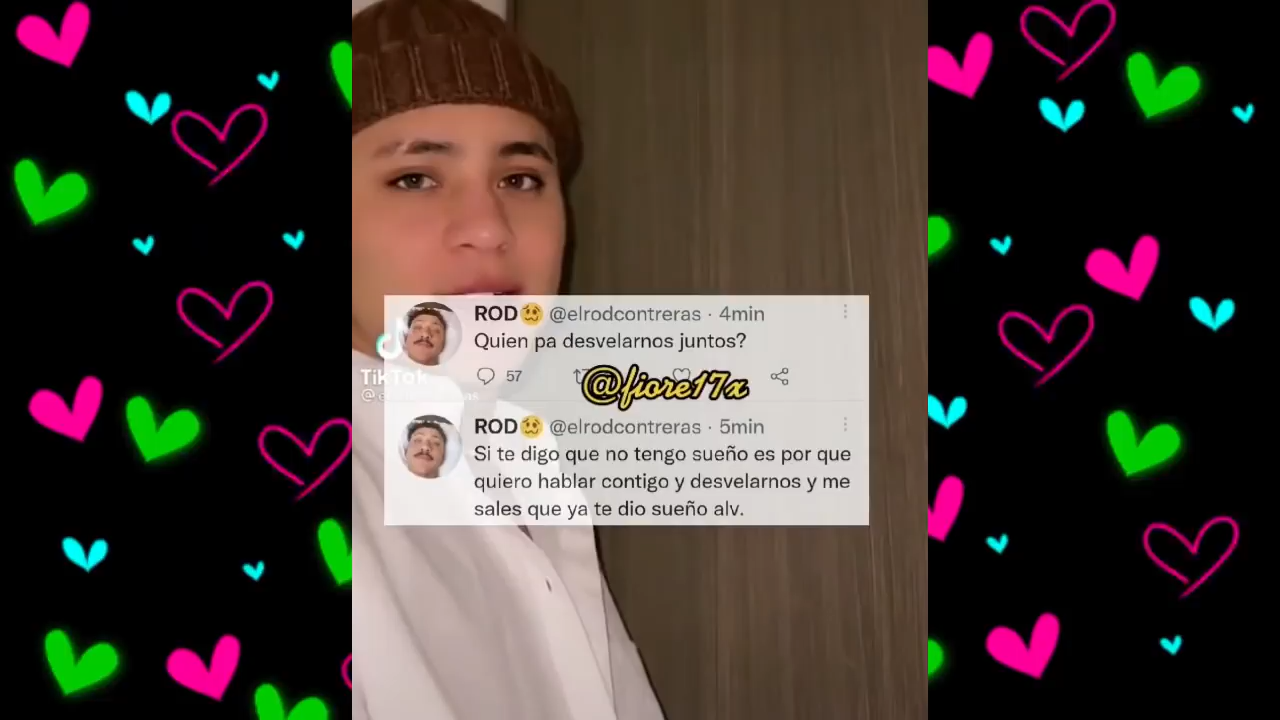 ROD🥴 @elrodcontreras · 4min
Quien pa desvelarnos juntos?
57
@fiore17x
TikTok
ROD🥴 @elrodcontreras · 5min
Si te digo que no tengo sueño es por que
quiero hablar contigo y desvelarnos y me
sales que ya te dio sueño alv.